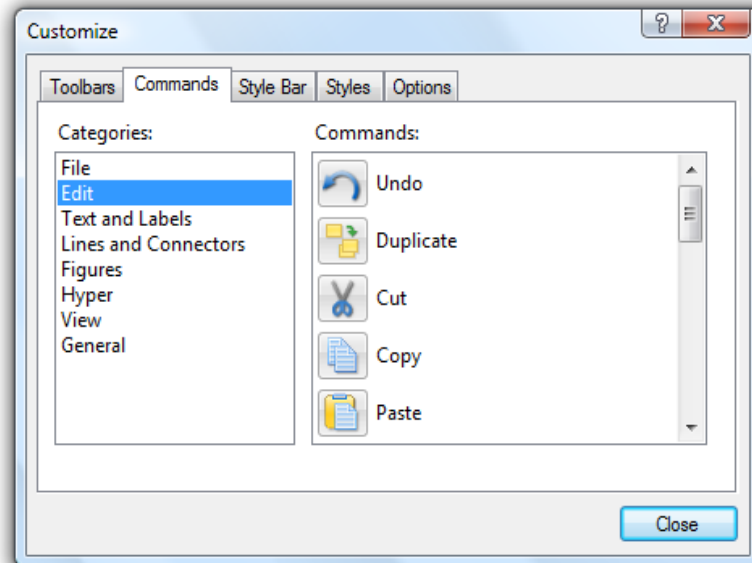 Customize
Toolbars Commands Style Bar Styles Options
Categories:
File
Edit
Text and Labels
Lines and Connectors
Figures
Hyper
View
General
Commands:
Undo
Duplicate
Cut
Copy
Paste
Close